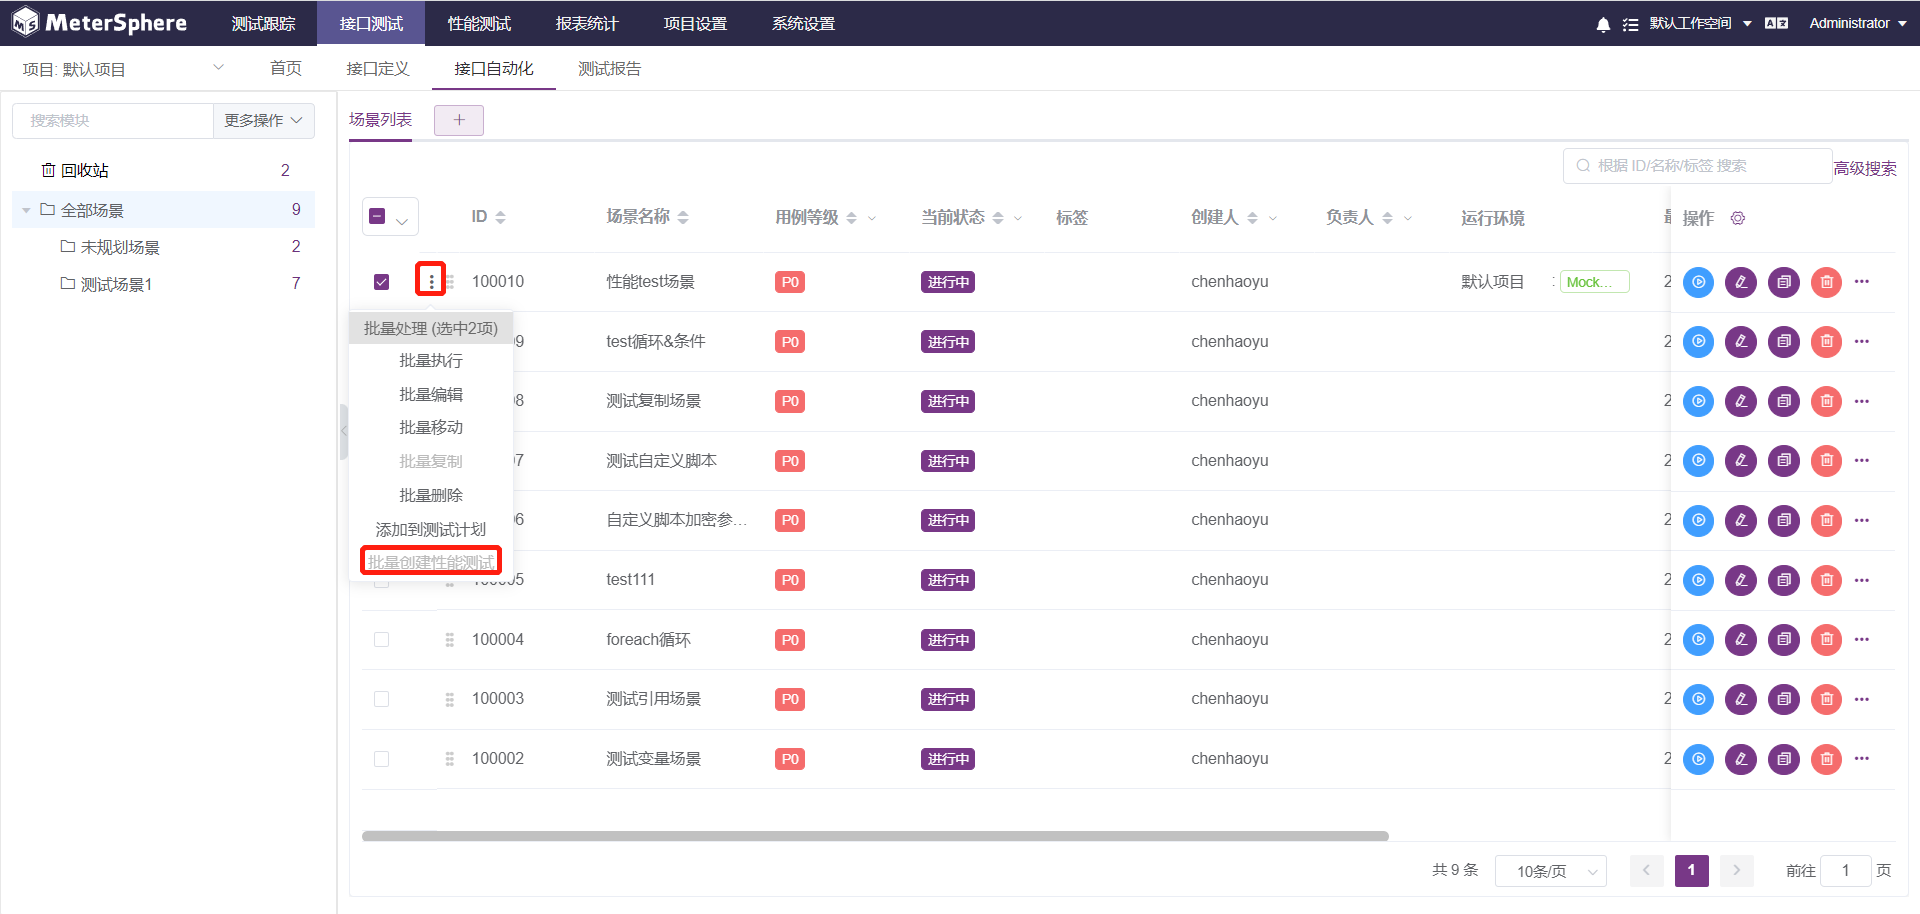 MeterSphere 测试跟踪 接口测试 性能测试 报表统计 项目设置 系统设置 默认工作空间 Administrator
项目: 默认项目 首页 接口定义 接口自动化 测试报告
搜索模块 更多操作
回收站 2
全部场景 9
未规划场景 2
测试场景1 7
场景列表 +
根据 ID/名称/标签 搜索 高级搜索
ID 场景名称 用例等级 当前状态 标签 创建人 负责人 运行环境 操作
100010 性能test场景 P0 进行中 chenhaoyu 默认项目 : Mock... 2
批量处理 (选中2项)
批量执行
批量编辑
批量移动
批量复制
批量删除
添加到测试计划
批量创建性能测试
9 test循环&条件 P0 进行中 chenhaoyu 2
8 测试复制场景 P0 进行中 chenhaoyu 2
7 测试自定义脚本 P0 进行中 chenhaoyu 2
6 自定义脚本加密参... P0 进行中 chenhaoyu 2
100005 test111 P0 进行中 chenhaoyu 2
100004 foreach循环 P0 进行中 chenhaoyu 2
100003 测试引用场景 P0 进行中 chenhaoyu 2
100002 测试变量场景 P0 进行中 chenhaoyu 2
共 9 条 10条/页 1 前往 1 页